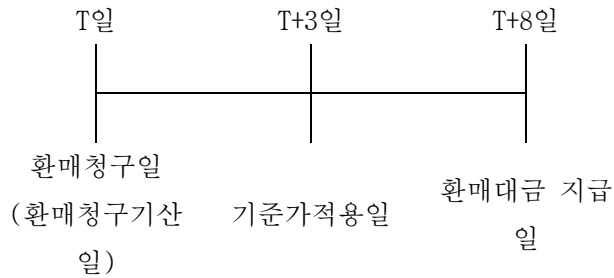 T일 T+3일 T+8일
환매청구일
(환매청구기산
일)
기준가적용일
환매대금 지급
일